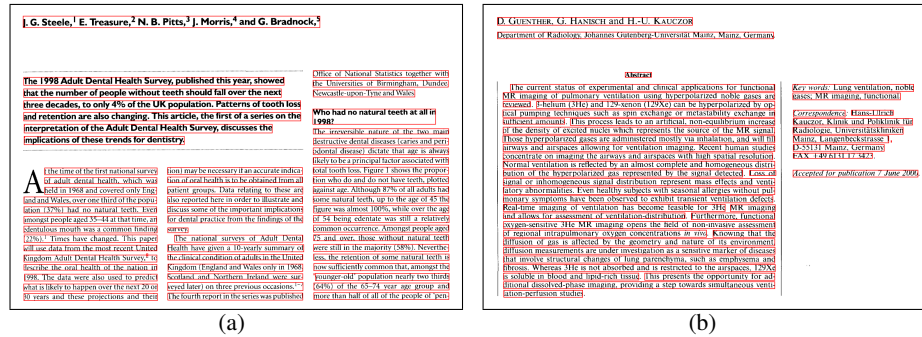 J. G. Steele,1 E. Treasure,2 N. B. Pitts,3 J. Morris,4 and G. Bradnock,5
The 1998 Adult Dental Health Survey, published this year, showed
that the number of people without teeth should fall over the next
three decades, to only 4% of the UK population. Patterns of tooth loss
and retention are also changing. This article, the first of a series on the
interpretation of the Adult Dental Health Survey, discusses the
implications of these trends for dentistry.
At the time of the first national survey
of adult dental health, which was
held in 1968 and covered only Eng-
land and Wales, over one third of the popu-
lation (37%) had no natural teeth. Even
amongst people aged 35–44 at that time, an
edentulous mouth was a common finding
(22%).1 Times have changed. This paper
will use data from the most recent United
Kingdom Adult Dental Health Survey,8 to
describe the oral health of the nation in
1998. The data were also used to predict
what is likely to happen over the next 20 or
30 years and these projections and their
tion) may be necessary if an accurate indica-
tion of oral health is to be obtained from all
patient groups. Data relating to these are
also reported here in order to illustrate and
discuss some of the important implications
for dental practice from the findings of the
survey.
The national surveys of Adult Dental
Health have given a 10-yearly summary of
the clinical condition of adults in the United
Kingdom (England and Wales only in 1968,
Scotland and Northern Ireland were sur-
veyed later) on three previous occasions.
The fourth report in the series was published
Office of National Statistics together with
the Universities of Birmingham, Dundee,
Newcastle-upon-Tyne and Wales.
Who had no natural teeth at all in
1998?
The irreversible nature of the two main
destructive dental diseases (caries and peri-
odontal disease) dictate that age is always
likely to be a principal factor associated with
total tooth loss. Figure 1 shows the propor-
tion who do and do not have teeth, plotted
against age. Although 87% of all adults had
some natural teeth, up to the age of 45 the
figure was almost 100%, while over the age
of 54 being edentate was still a relatively
common occurrence. Amongst people aged
75 and over, those without natural teeth
were still in the majority (58%). Neverthe-
less, the retention of some natural teeth is
now sufficiently common that, amongst the
'younger old' population nearly two thirds
(64%) of the 65–74 year age group and
more than half of all of the people of 'pen-
(a)
D. GUENTHER, G. HANISCH and H.-U. KAUCZOR
Department of Radiology, Johannes Gutenberg-Universität Mainz, Mainz, Germany
Abstract
The current status of experimental and clinical applications for functional
MR imaging of pulmonary ventilation using hyperpolarized noble gases are
reviewed. 3-helium (3He) and 129-xenon (129Xe) can be hyperpolarized by op-
tical pumping techniques such as spin exchange or metastability exchange in
sufficient amounts. This process leads to an artificial, non-equilibrium increase
of the density of excited nuclei which represents the source of the MR signal.
Those hyperpolarized gases are administered mostly via inhalation, and will fill
airways and airspaces allowing for ventilation imaging. Recent human studies
concentrate on imaging the airways and airspaces with high spatial resolution.
Normal ventilation is reflected by an almost complete and homogeneous distri-
bution of the hyperpolarized gas represented by the signal detected. Loss of
signal or inhomogeneous signal distribution represent mass effects and venti-
latory abnormalities. Even healthy subjects with seasonal allergies without pul-
monary symptoms have been observed to exhibit transient ventilation defects.
Real-time imaging of ventilation has become feasible for 3He MR imaging
and allows for assessment of ventilation-distribution. Furthermore, functional
oxygen-sensitive 3He MR imaging opens the field of non-invasive assessment
of regional intrapulmonary oxygen concentrations in vivo. Knowing that the
diffusion of gas is affected by the geometry and nature of its environment,
diffusion measurements are under investigation as a sensitive marker of diseases
that involve structural changes of lung parenchyma, such as emphysema and
fibrosis. Whereas 3He is not absorbed and is restricted to the airspaces, 129Xe
is soluble in blood and lipid-rich tissue. This presents the opportunity for ad-
ditional dissolved-phase imaging, providing a step towards simultaneous venti-
lation-perfusion studies.
Key words: Lung ventilation, noble
gases; MR imaging, functional.
Correspondence: Hans-Ulrich
Kauczor, Klinik und Poliklinik für
Radiologie, Universitätskliniken
Mainz, Langenbeckstrasse 1,
D-55131 Mainz, Germany.
FAX +49 6131 17 3423.
Accepted for publication 7 June 2000.
(b)